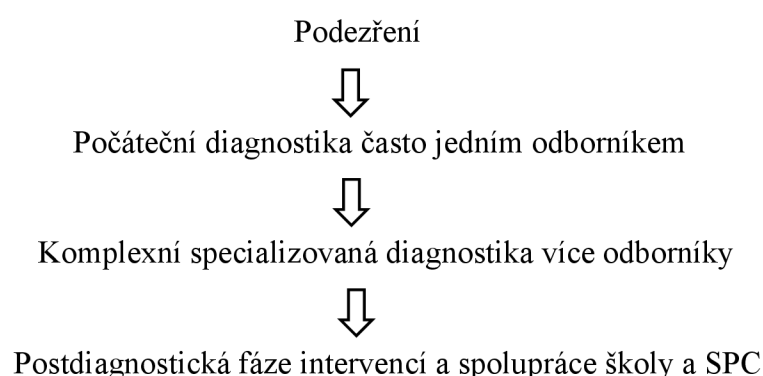 Podezření
Počáteční diagnostika často jedním odborníkem
Komplexní specializovaná diagnostika více odborníky
Postdiagnostická fáze intervencí a spolupráce školy a SPC